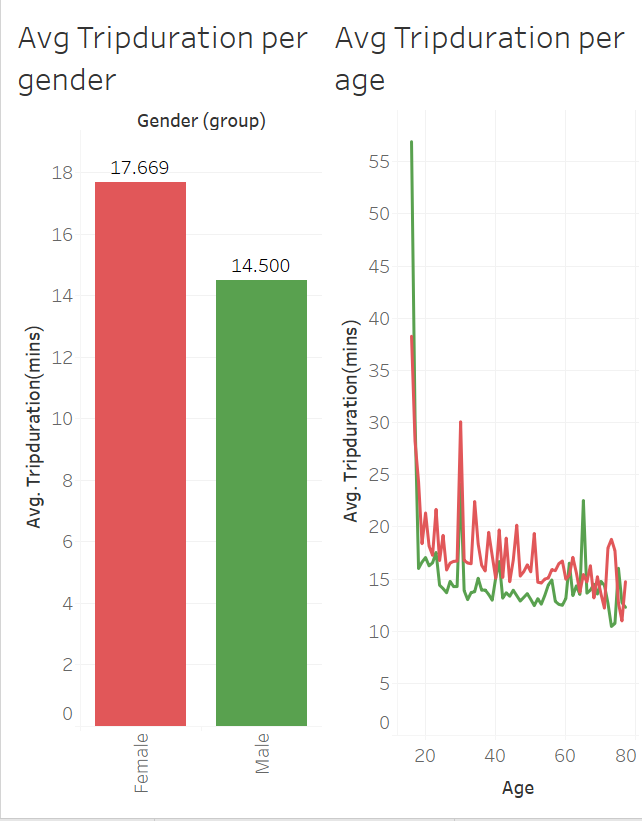 Avg Tripduration per
gender
Gender (group)
Avg. Tripduration(mins)
18
16
14
12
10
8
6
4
2
0
17.669
14.500
Female
Male
Avg Tripduration per
age
Avg. Tripduration(mins)
55
50
45
40
35
30
25
20
15
10
5
0
20
40
60
80
Age